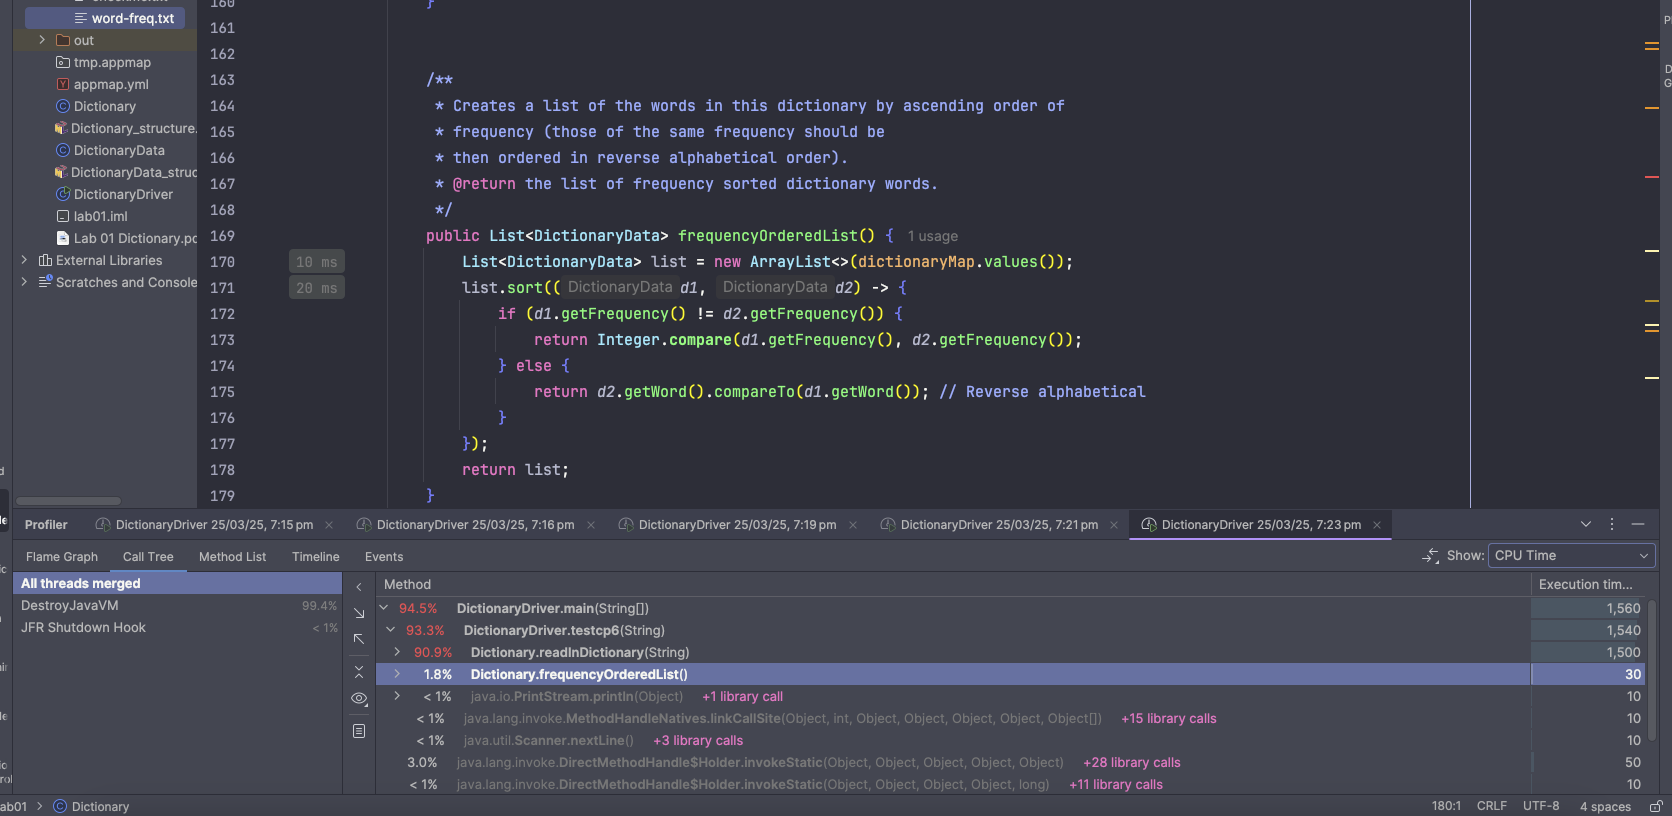 word-freq.txt
out
tmp.appmap
appmap.yml
Dictionary
Dictionary_structure.
DictionaryData
DictionaryData_struc
DictionaryDriver
lab01.iml
Lab 01 Dictionary.po
External Libraries
Scratches and Console
160 }
161
162
163 /**
164 * Creates a list of the words in this dictionary by ascending order of
165 * frequency (those of the same frequency should be
166 * then ordered in reverse alphabetical order).
167 * @return the list of frequency sorted dictionary words.
168 */
169 public List<DictionaryData> frequencyOrderedList() { 1 usage
170 10 ms List<DictionaryData> list = new ArrayList<>(dictionaryMap.values());
171 20 ms list.sort(( DictionaryData d1, DictionaryData d2) -> {
172 if (d1.getFrequency() != d2.getFrequency()) {
173 return Integer.compare(d1.getFrequency(), d2.getFrequency());
174 } else {
175 return d2.getWord().compareTo(d1.getWord()); // Reverse alphabetical
176 }
177 });
178 return list;
179 }
Profiler DictionaryDriver 25/03/25, 7:15 pm × DictionaryDriver 25/03/25, 7:16 pm × DictionaryDriver 25/03/25, 7:19 pm × DictionaryDriver 25/03/25, 7:21 pm × DictionaryDriver 25/03/25, 7:23 pm ×
Flame Graph Call Tree Method List Timeline Events Show: CPU Time
All threads merged
DestroyJavaVM 99.4%
JFR Shutdown Hook < 1%
Method Execution tim...
94.5% DictionaryDriver.main(String[]) 1,560
93.3% DictionaryDriver.testcp6(String) 1,540
90.9% Dictionary.readInDictionary(String) 1,500
1.8% Dictionary.frequencyOrderedList() 30
< 1% java.io.PrintStream.println(Object) +1 library call 10
< 1% java.lang.invoke.MethodHandleNatives.linkCallSite(Object, int, Object, Object, Object, Object, Object[]) +15 library calls 10
< 1% java.util.Scanner.nextLine() +3 library calls 10
3.0% java.lang.invoke.DirectMethodHandle$Holder.invokeStatic(Object, Object, Object, Object, Object) +28 library calls 50
< 1% java.lang.invoke.DirectMethodHandle$Holder.invokeStatic(Object, Object, Object, Object, long) +11 library calls 10
ab01 > Dictionary 180:1 CRLF UTF-8 4 spaces